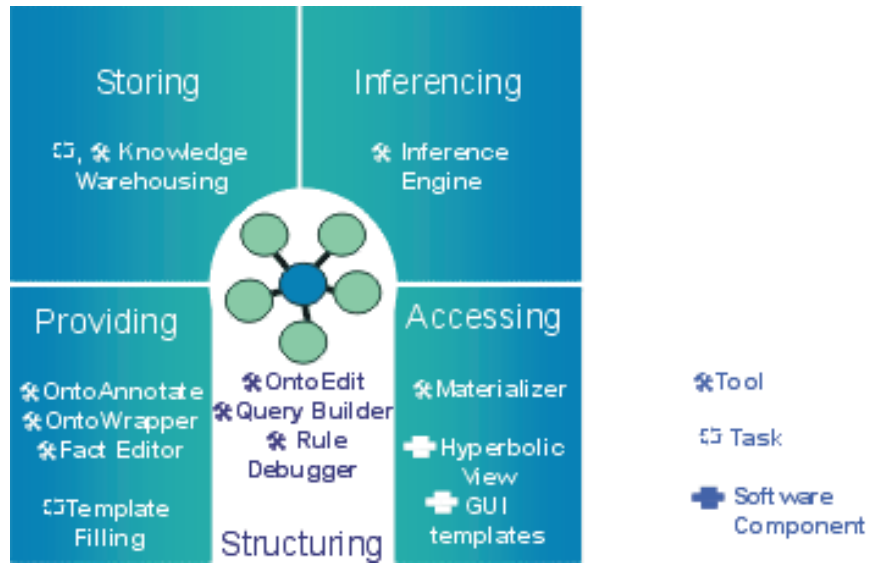 Storing
Inferencing
, Knowledge
Warehousing
Inference
Engine
Providing
OntoAnnotate
OntoWrapper
Fact Editor
Template
Filling
OntoEdit
Query Builder
Rule
Debugger
Structuring
Accessing
Materializer
Hyperbolic
View
GUI
templates
Tool
Task
Software
Component